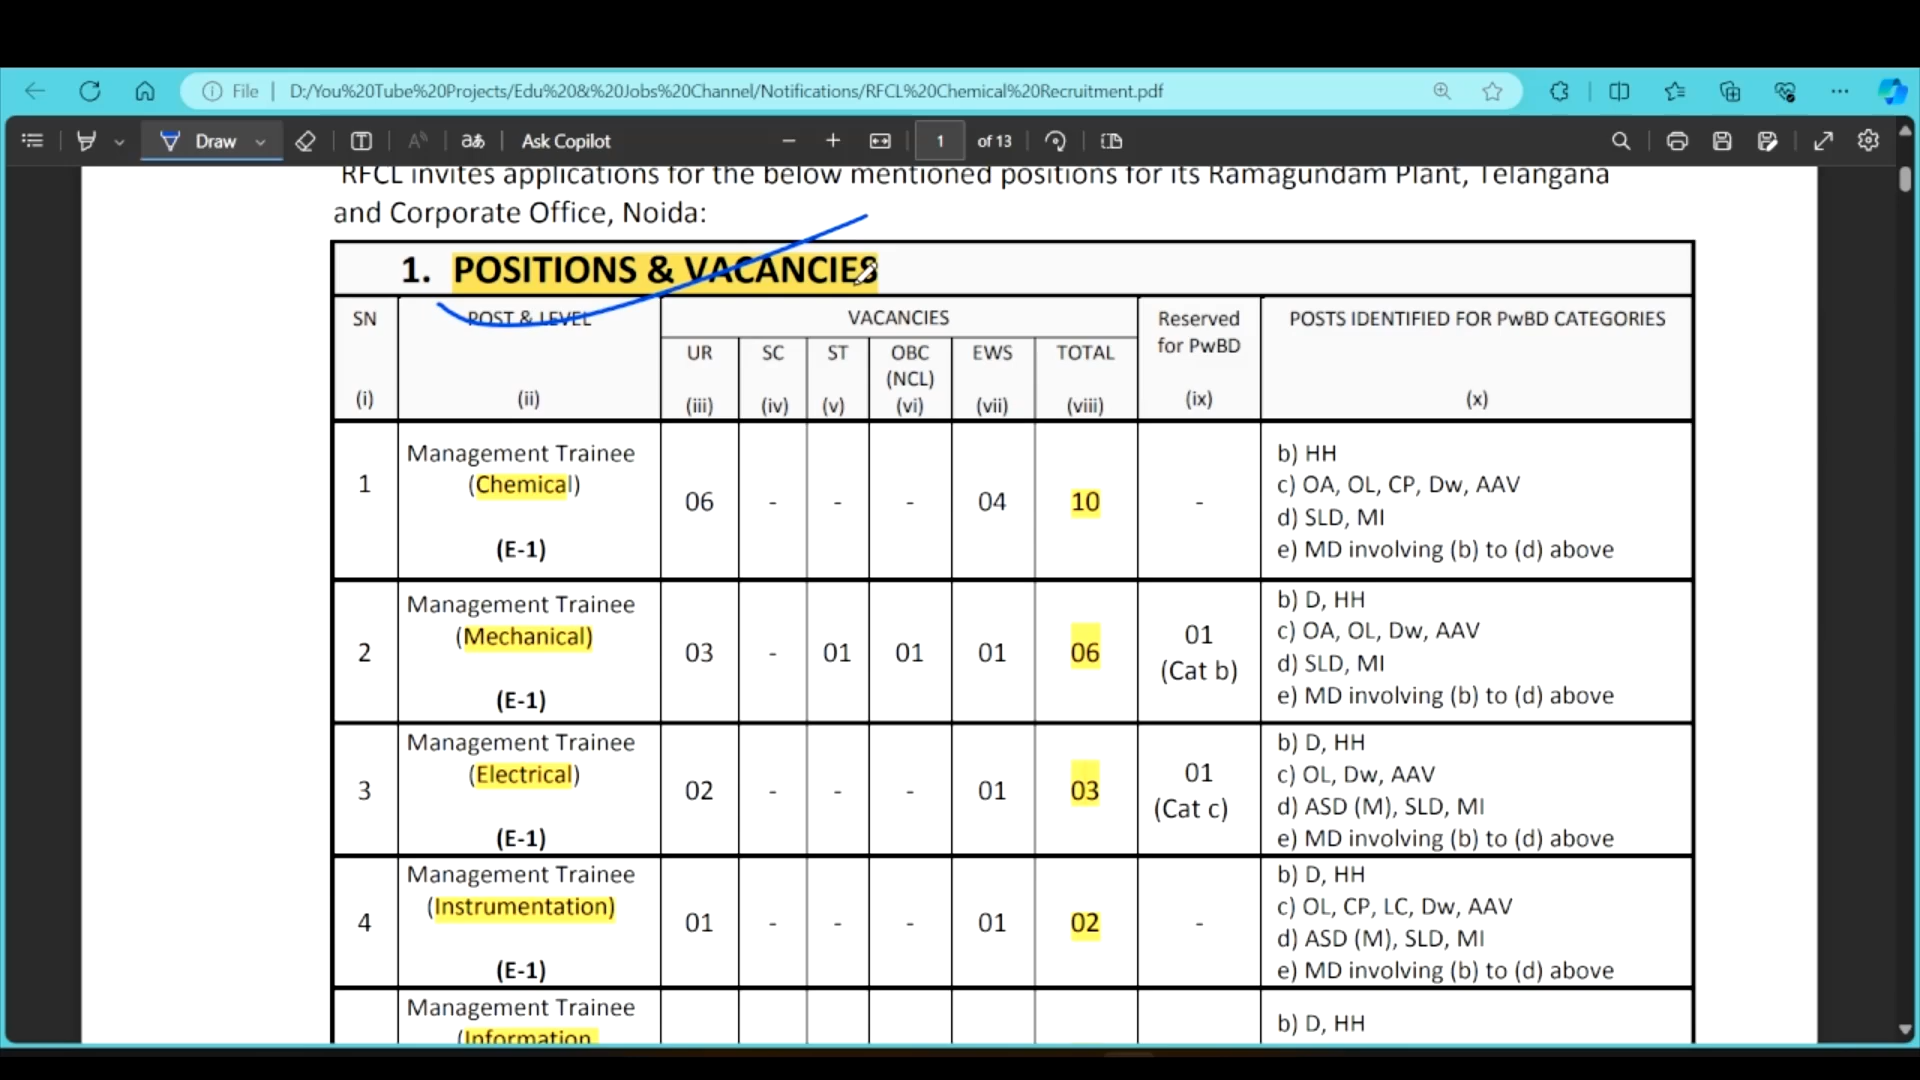 File D:/You%20Tube%20Projects/Edu%20&%20Jobs%20Channel/Notifications/RFCL%20Chemical%20Recruitment.pdf
Draw Ask Copilot 1 of 13
RFCL invites applications for the below mentioned positions for its Ramagundam Plant, Telangana
and Corporate Office, Noida:
1. POSITIONS & VACANCIES
SN POST & LEVEL VACANCIES Reserved for PwBD POSTS IDENTIFIED FOR PwBD CATEGORIES
UR SC ST OBC (NCL) EWS TOTAL
(i) (ii) (iii) (iv) (v) (vi) (vii) (viii) (ix) (x)
1
Management Trainee
(Chemical)
(E-1)
06 - - - 04 10 -
b) HH
c) OA, OL, CP, Dw, AAV
d) SLD, MI
e) MD involving (b) to (d) above
2
Management Trainee
(Mechanical)
(E-1)
03 - 01 01 01 06
01
(Cat b)
b) D, HH
c) OA, OL, Dw, AAV
d) SLD, MI
e) MD involving (b) to (d) above
3
Management Trainee
(Electrical)
(E-1)
02 - - - 01 03
01
(Cat c)
b) D, HH
c) OL, Dw, AAV
d) ASD (M), SLD, MI
e) MD involving (b) to (d) above
4
Management Trainee
(Instrumentation)
(E-1)
01 - - - 01 02 -
b) D, HH
c) OL, CP, LC, Dw, AAV
d) ASD (M), SLD, MI
e) MD involving (b) to (d) above
Management Trainee
(Information
b) D, HH